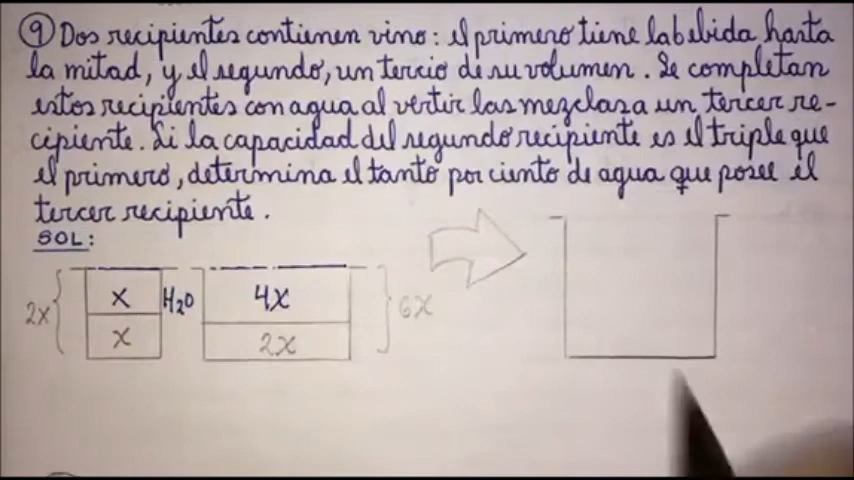 ⑨ Dos recipientes contienen vino: el primero tiene la bebida hasta
la mitad, y el segundo, un tercio de su volumen. Se completan
estos recipientes con agua al vertir las mezclas a un tercer re-
cipiente. Si la capacidad del segundo recipiente es el triple que
el primero, determina el tanto por ciento de agua que posee el
tercer recipiente.
SOL:
2x { x H₂O 4x } 6x
x 2x